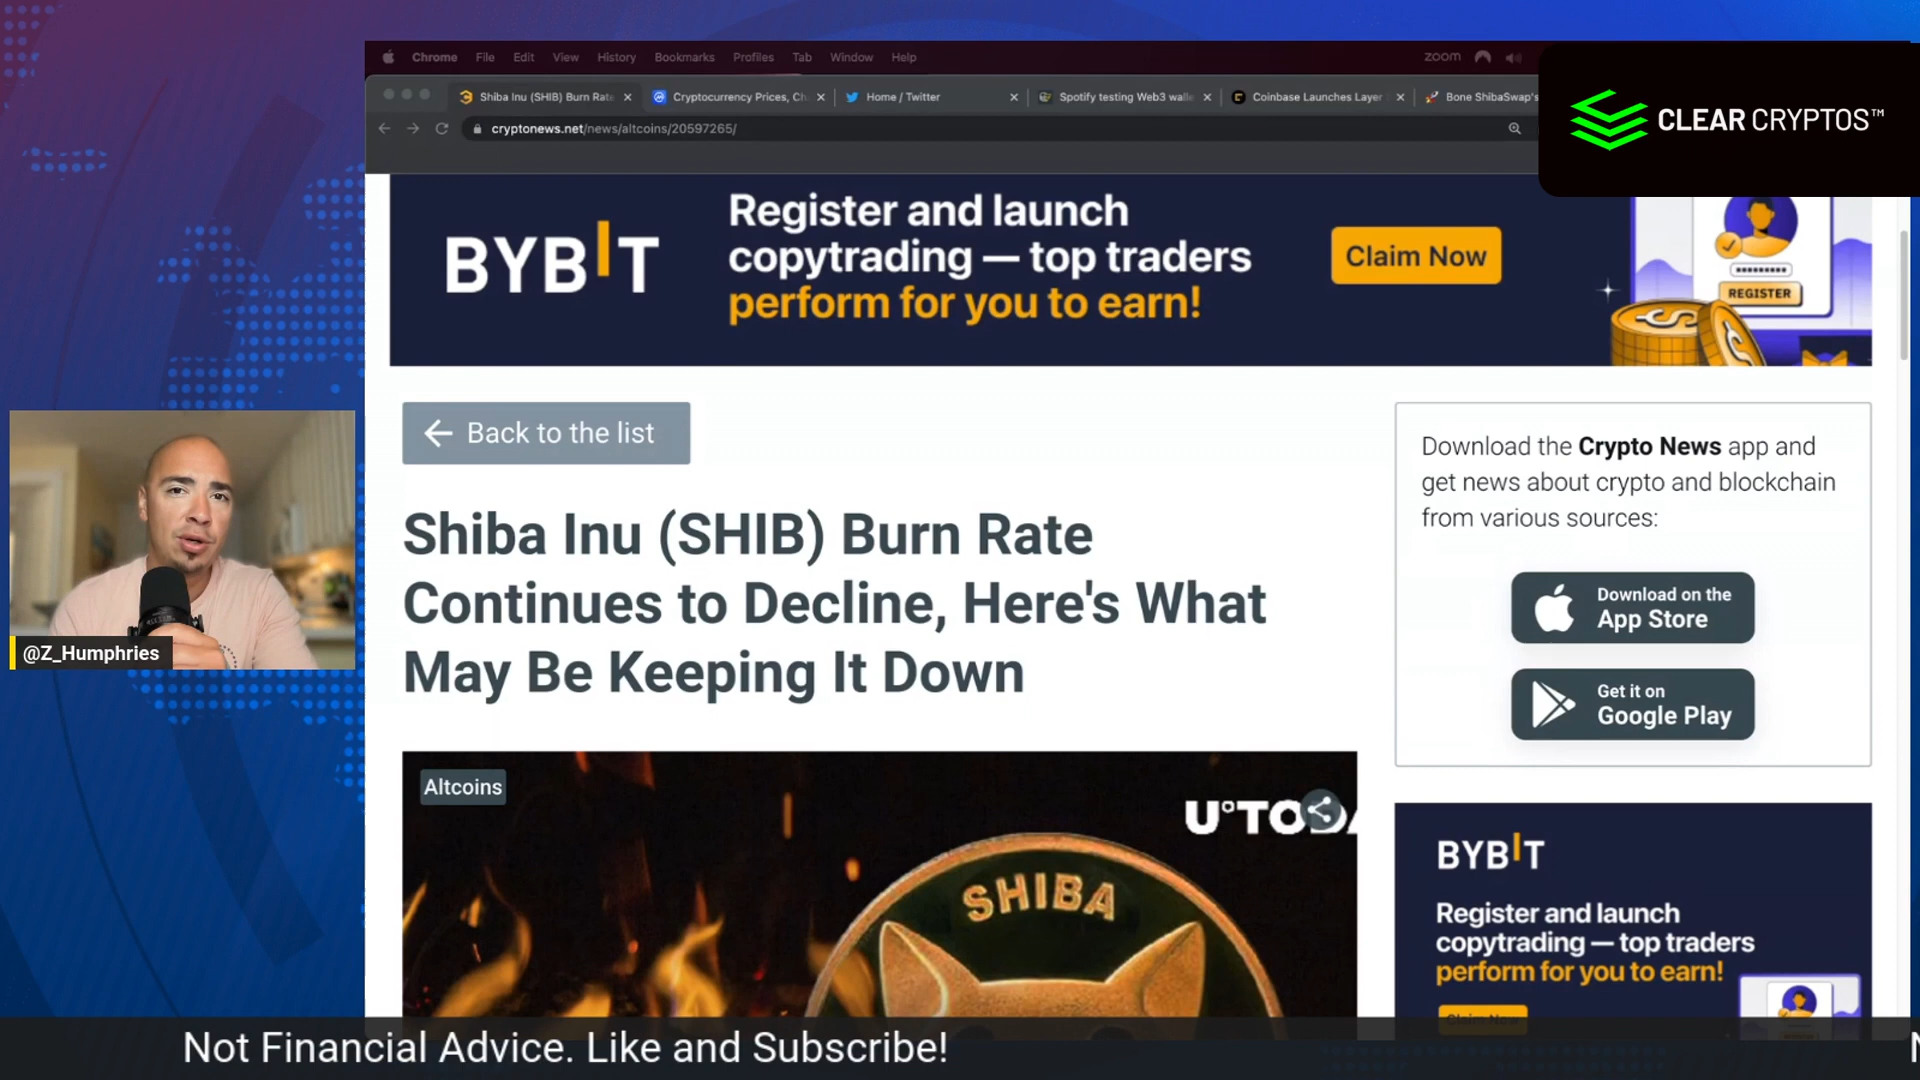 Chrome File Edit View History Bookmarks Profiles Tab Window Help
zoom
Shiba Inu (SHIB) Burn Rate
Cryptocurrency Prices, Ch
Home / Twitter
Spotify testing Web3 walle
Coinbase Launches Layer
Bone ShibaSwap's
cryptonews.net/news/altcoins/20597265/
CLEAR CRYPTOS™
BYBIT
Register and launch
copytrading — top traders
perform for you to earn!
Claim Now
REGISTER
Back to the list
Shiba Inu (SHIB) Burn Rate
Continues to Decline, Here's What
May Be Keeping It Down
Download the Crypto News app and
get news about crypto and blockchain
from various sources:
Download on the
App Store
Get it on
Google Play
@Z_Humphries
Altcoins
U°TODA
SHIBA
BYBIT
Register and launch
copytrading — top traders
perform for you to earn!
Claim Now
Not Financial Advice. Like and Subscribe!